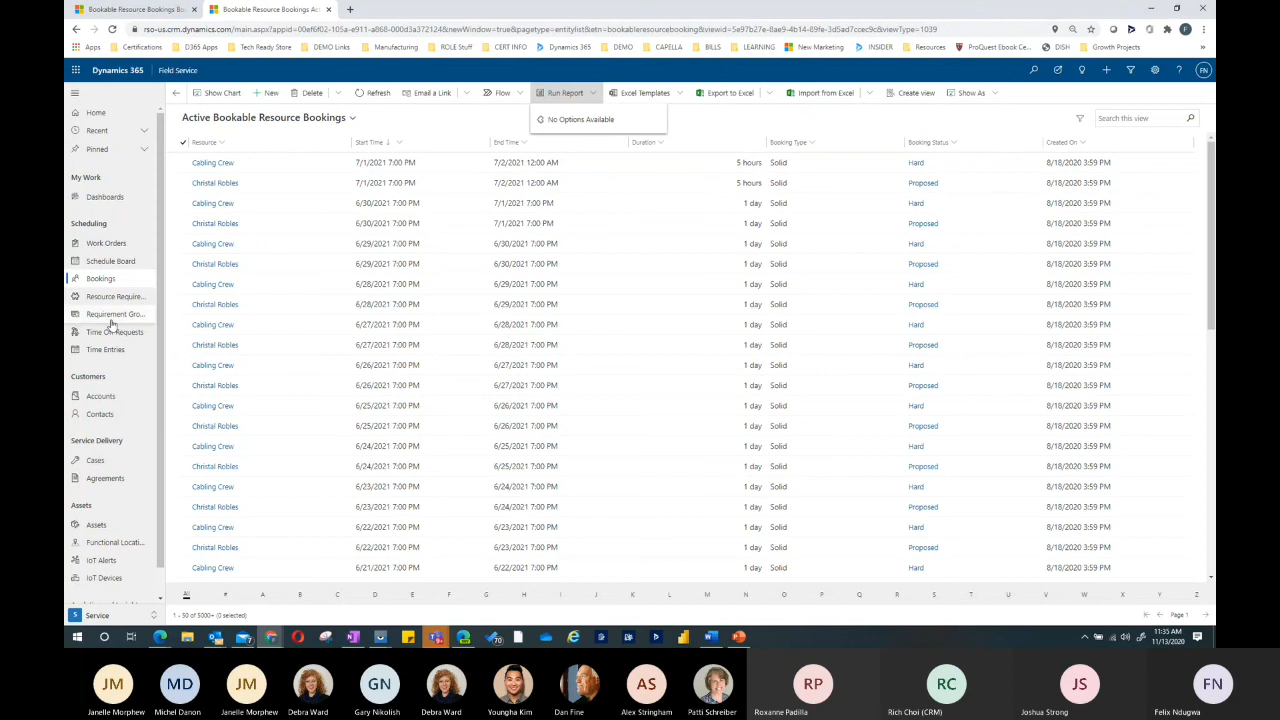 Bookable Resource Bookings Bo
Bookable Resource Bookings Acti
rso-us.crm.dynamics.com/main.aspx?appid=00ef6f02-105a-e911-a868-000d3a372124&newWindow=true&pagetype=entitylist&etn=bookableresourcebooking&viewid=5e97b27e-8ae9-4b14-89fe-3d5ad7ccec9c&viewType=1039
Apps Certifications D365 Apps Tech Ready Store DEMO Links Manufacturing ROLE Stuff CERT INFO Dynamics 365 DEMO CAPELLA BILLS LEARNING New Marketing INSIDER Resources ProQuest Ebook Ce... DISH Growth Projects
Dynamics 365 Field Service FN
Show Chart New Delete Refresh Email a Link Flow Run Report Excel Templates Export to Excel Import from Excel Create view Show As
No Options Available
Active Bookable Resource Bookings
Search this view
Home
Recent
Pinned
My Work
Dashboards
Scheduling
Work Orders
Schedule Board
Bookings
Resource Require...
Requirement Gro...
Time Off Requests
Time Entries
Customers
Accounts
Contacts
Service Delivery
Cases
Agreements
Assets
Assets
Functional Locati...
IoT Alerts
IoT Devices
S Service
Resource Start Time End Time Duration Booking Type Booking Status Created On
Cabling Crew 7/1/2021 7:00 PM 7/2/2021 12:00 AM 5 hours Solid Hard 8/18/2020 3:59 PM
Christal Robles 7/1/2021 7:00 PM 7/2/2021 12:00 AM 5 hours Solid Proposed 8/18/2020 3:59 PM
Cabling Crew 6/30/2021 7:00 PM 7/1/2021 7:00 PM 1 day Solid Hard 8/18/2020 3:59 PM
Christal Robles 6/30/2021 7:00 PM 7/1/2021 7:00 PM 1 day Solid Proposed 8/18/2020 3:59 PM
Cabling Crew 6/29/2021 7:00 PM 6/30/2021 7:00 PM 1 day Solid Hard 8/18/2020 3:59 PM
Christal Robles 6/29/2021 7:00 PM 6/30/2021 7:00 PM 1 day Solid Proposed 8/18/2020 3:59 PM
Cabling Crew 6/28/2021 7:00 PM 6/29/2021 7:00 PM 1 day Solid Hard 8/18/2020 3:59 PM
Christal Robles 6/28/2021 7:00 PM 6/29/2021 7:00 PM 1 day Solid Proposed 8/18/2020 3:59 PM
Cabling Crew 6/27/2021 7:00 PM 6/28/2021 7:00 PM 1 day Solid Hard 8/18/2020 3:59 PM
Christal Robles 6/27/2021 7:00 PM 6/28/2021 7:00 PM 1 day Solid Proposed 8/18/2020 3:59 PM
Cabling Crew 6/26/2021 7:00 PM 6/27/2021 7:00 PM 1 day Solid Hard 8/18/2020 3:59 PM
Christal Robles 6/26/2021 7:00 PM 6/27/2021 7:00 PM 1 day Solid Proposed 8/18/2020 3:59 PM
Cabling Crew 6/25/2021 7:00 PM 6/26/2021 7:00 PM 1 day Solid Hard 8/18/2020 3:59 PM
Christal Robles 6/25/2021 7:00 PM 6/26/2021 7:00 PM 1 day Solid Proposed 8/18/2020 3:59 PM
Cabling Crew 6/24/2021 7:00 PM 6/25/2021 7:00 PM 1 day Solid Hard 8/18/2020 3:59 PM
Christal Robles 6/24/2021 7:00 PM 6/25/2021 7:00 PM 1 day Solid Proposed 8/18/2020 3:59 PM
Cabling Crew 6/23/2021 7:00 PM 6/24/2021 7:00 PM 1 day Solid Hard 8/18/2020 3:59 PM
Christal Robles 6/23/2021 7:00 PM 6/24/2021 7:00 PM 1 day Solid Proposed 8/18/2020 3:59 PM
Cabling Crew 6/22/2021 7:00 PM 6/23/2021 7:00 PM 1 day Solid Hard 8/18/2020 3:59 PM
Christal Robles 6/22/2021 7:00 PM 6/23/2021 7:00 PM 1 day Solid Proposed 8/18/2020 3:59 PM
Cabling Crew 6/21/2021 7:00 PM 6/22/2021 7:00 PM 1 day Solid Hard 8/18/2020 3:59 PM
All # A B C D E F G H I J K L M N O P Q R S T U V W X Y Z
1 - 50 of 5000+ (0 selected) Page 1
11:35 AM
11/13/2020
JM MD JM GN AS RP RC JS FN
Janelle Morphew Michel Danon Janelle Morphew Debra Ward Gary Nikolish Debra Ward Youngha Kim Dan Fine Alex Stringham Patti Schreiber Roxanne Padilla Rich Choi (CRM) Joshua Strong Felix Ndugwa